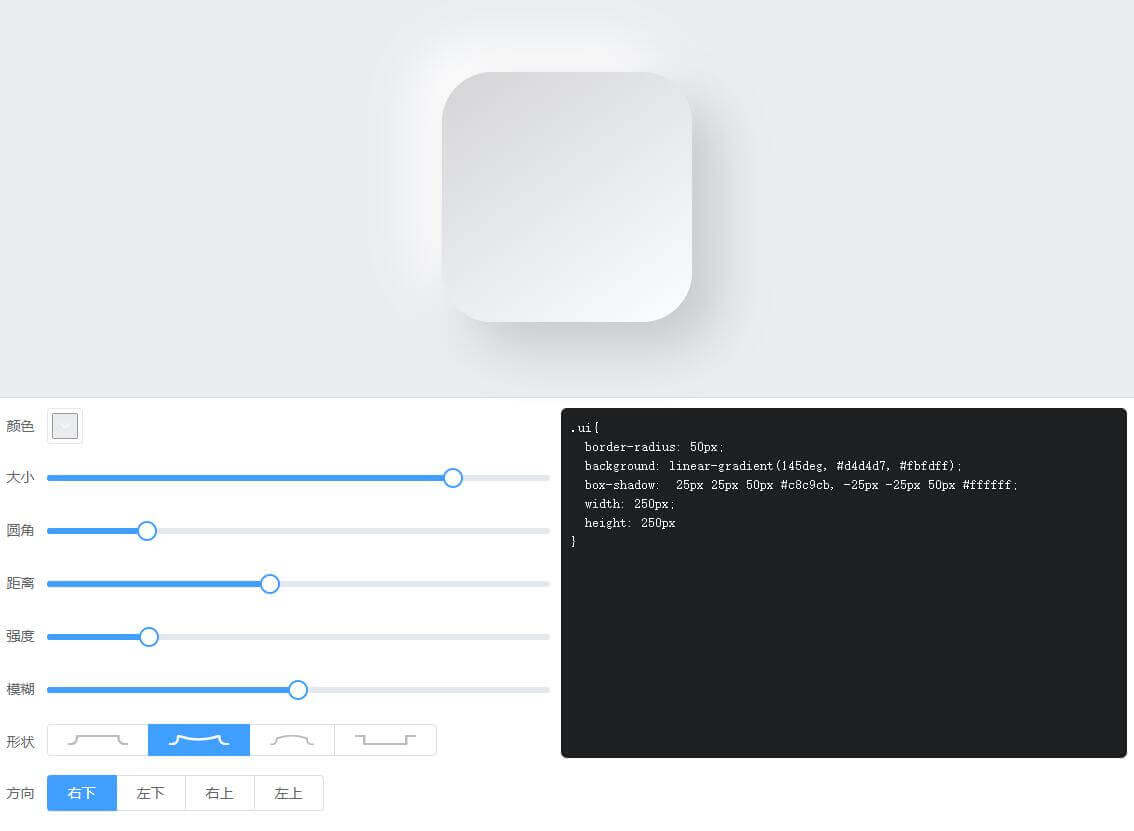 颜色
大小
圆角
距离
强度
模糊
形状
方向
右下 左下 右上 左上
.ui{
border-radius: 50px;
background: linear-gradient(145deg, #d4d4d7, #fbfdff);
box-shadow:  25px 25px 50px #c8c9cb, -25px -25px 50px #ffffff;
width: 250px;
height: 250px
}